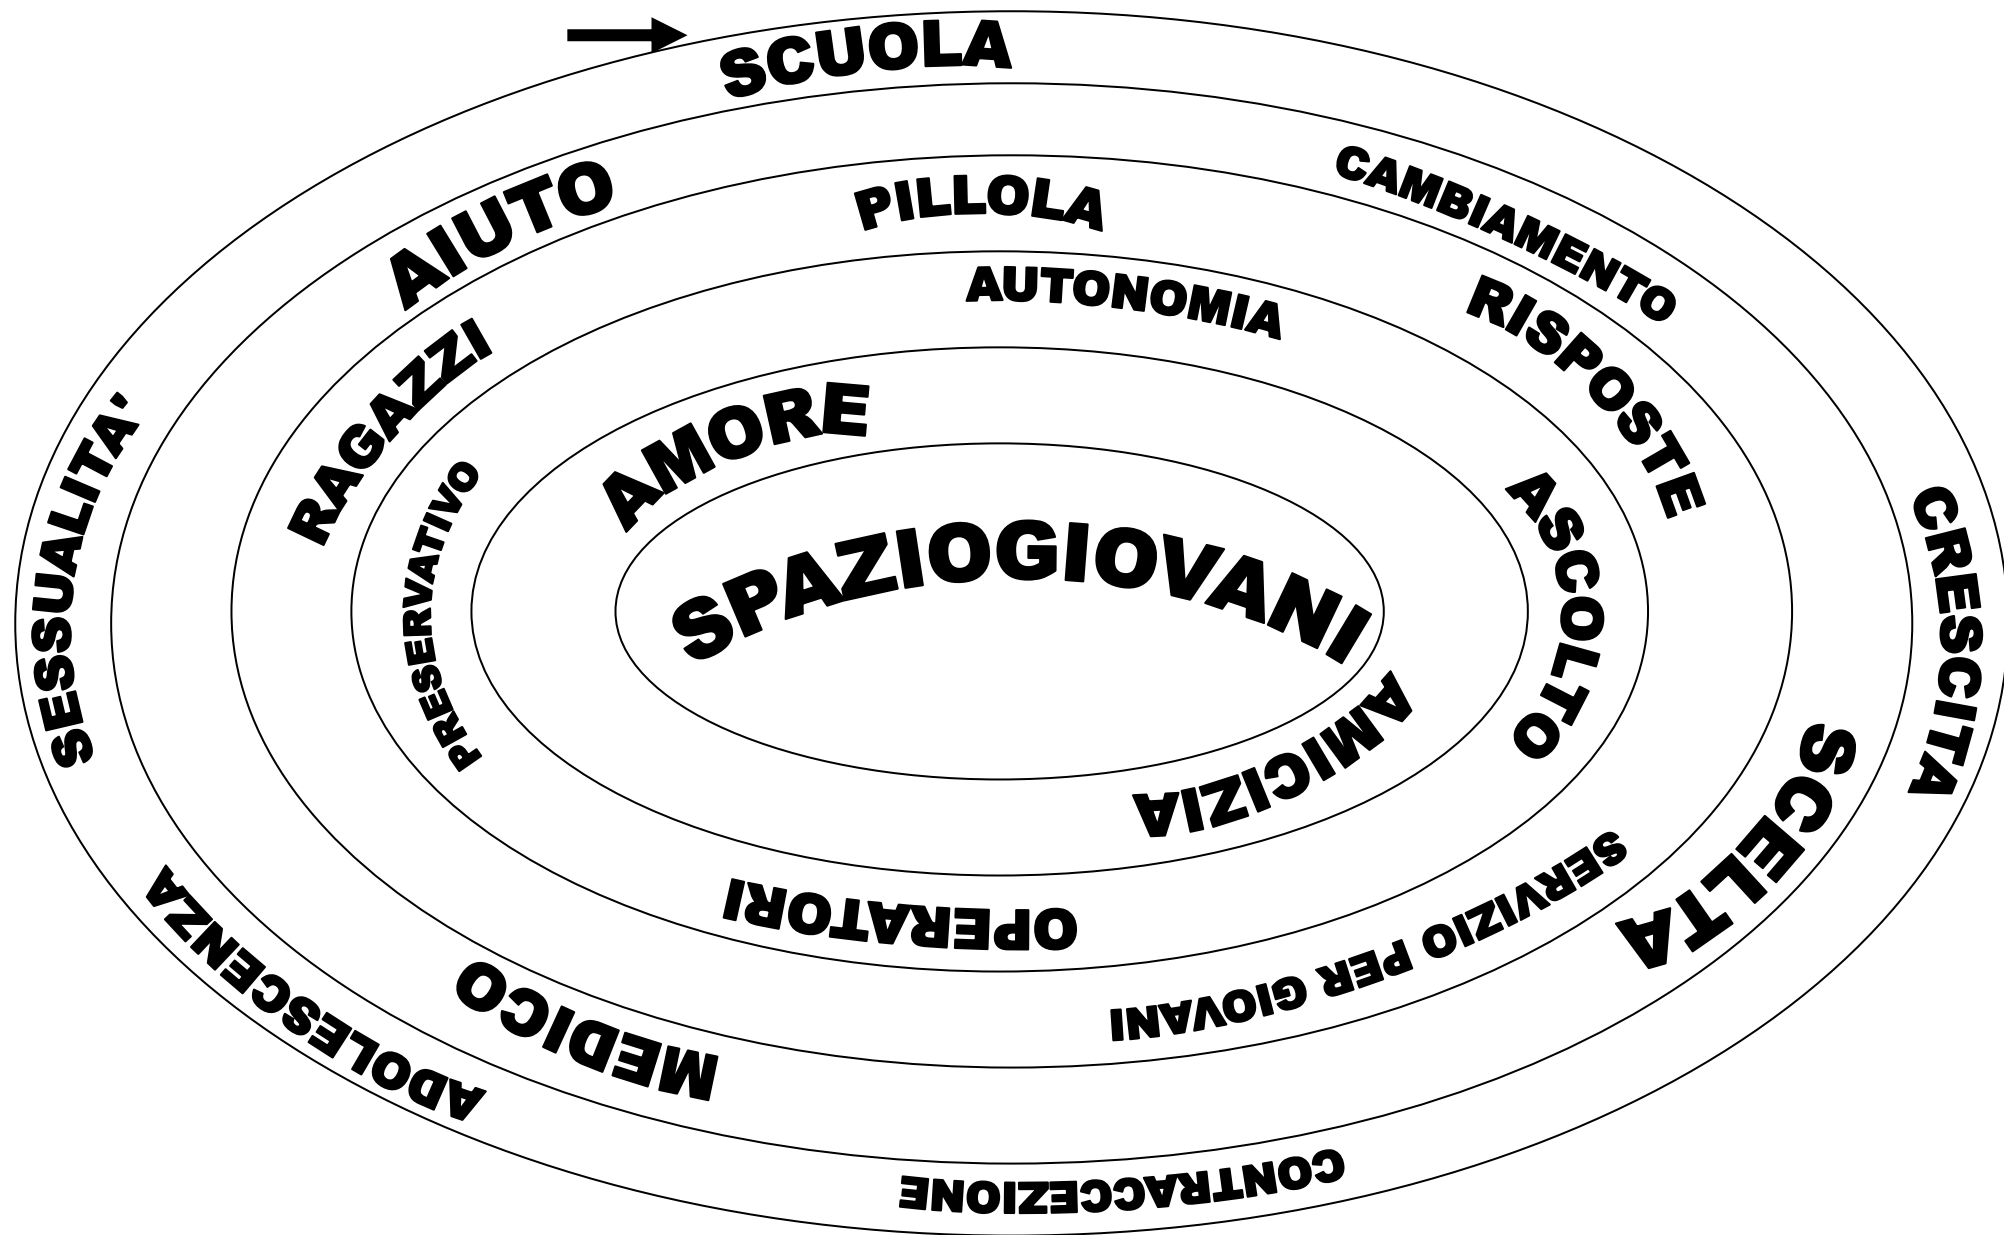 SCUOLA
CRESCITA
CONTRACCEZIONE
ADOLESCENZA
SESSUALITA'
AIUTO
CAMBIAMENTO
SCELTA
MEDICO
RAGAZZI
PILLOLA
RISPOSTE
SERVIZIO PER GIOVANI
PRESERVATIVO
AUTONOMIA
ASCOLTO
OPERATORI
AMORE
AMICIZIA
SPAZIOGIOVANI